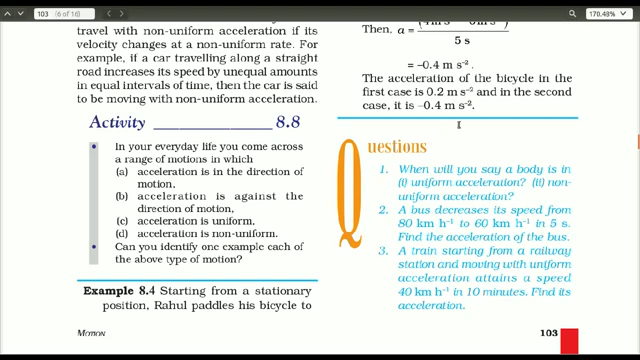 103 (6 of 16)
170.48%
travel with non-uniform acceleration if its
velocity changes at a non-uniform rate. For
example, if a car travelling along a straight
road increases its speed by unequal amounts
in equal intervals of time, then the car is said
to be moving with non-uniform acceleration.
Activity ______________ 8.8
• In your everyday life you come across
a range of motions in which
(a) acceleration is in the direction of
motion,
(b) acceleration is against the
direction of motion,
(c) acceleration is uniform,
(d) acceleration is non-uniform.
• Can you identify one example each of
the above type of motion?
Example 8.4 Starting from a stationary
position, Rahul paddles his bicycle to
MOTION
Then, a =
5 s
= –0.4 m s⁻².
The acceleration of the bicycle in the
first case is 0.2 m s⁻² and in the second
case, it is –0.4 m s⁻².
Questions
1. When will you say a body is in
(i) uniform acceleration? (ii) non-
uniform acceleration?
2. A bus decreases its speed from
80 km h⁻¹ to 60 km h⁻¹ in 5 s.
Find the acceleration of the bus.
3. A train starting from a railway
station and moving with uniform
acceleration attains a speed
40 km h⁻¹ in 10 minutes. Find its
acceleration.
103